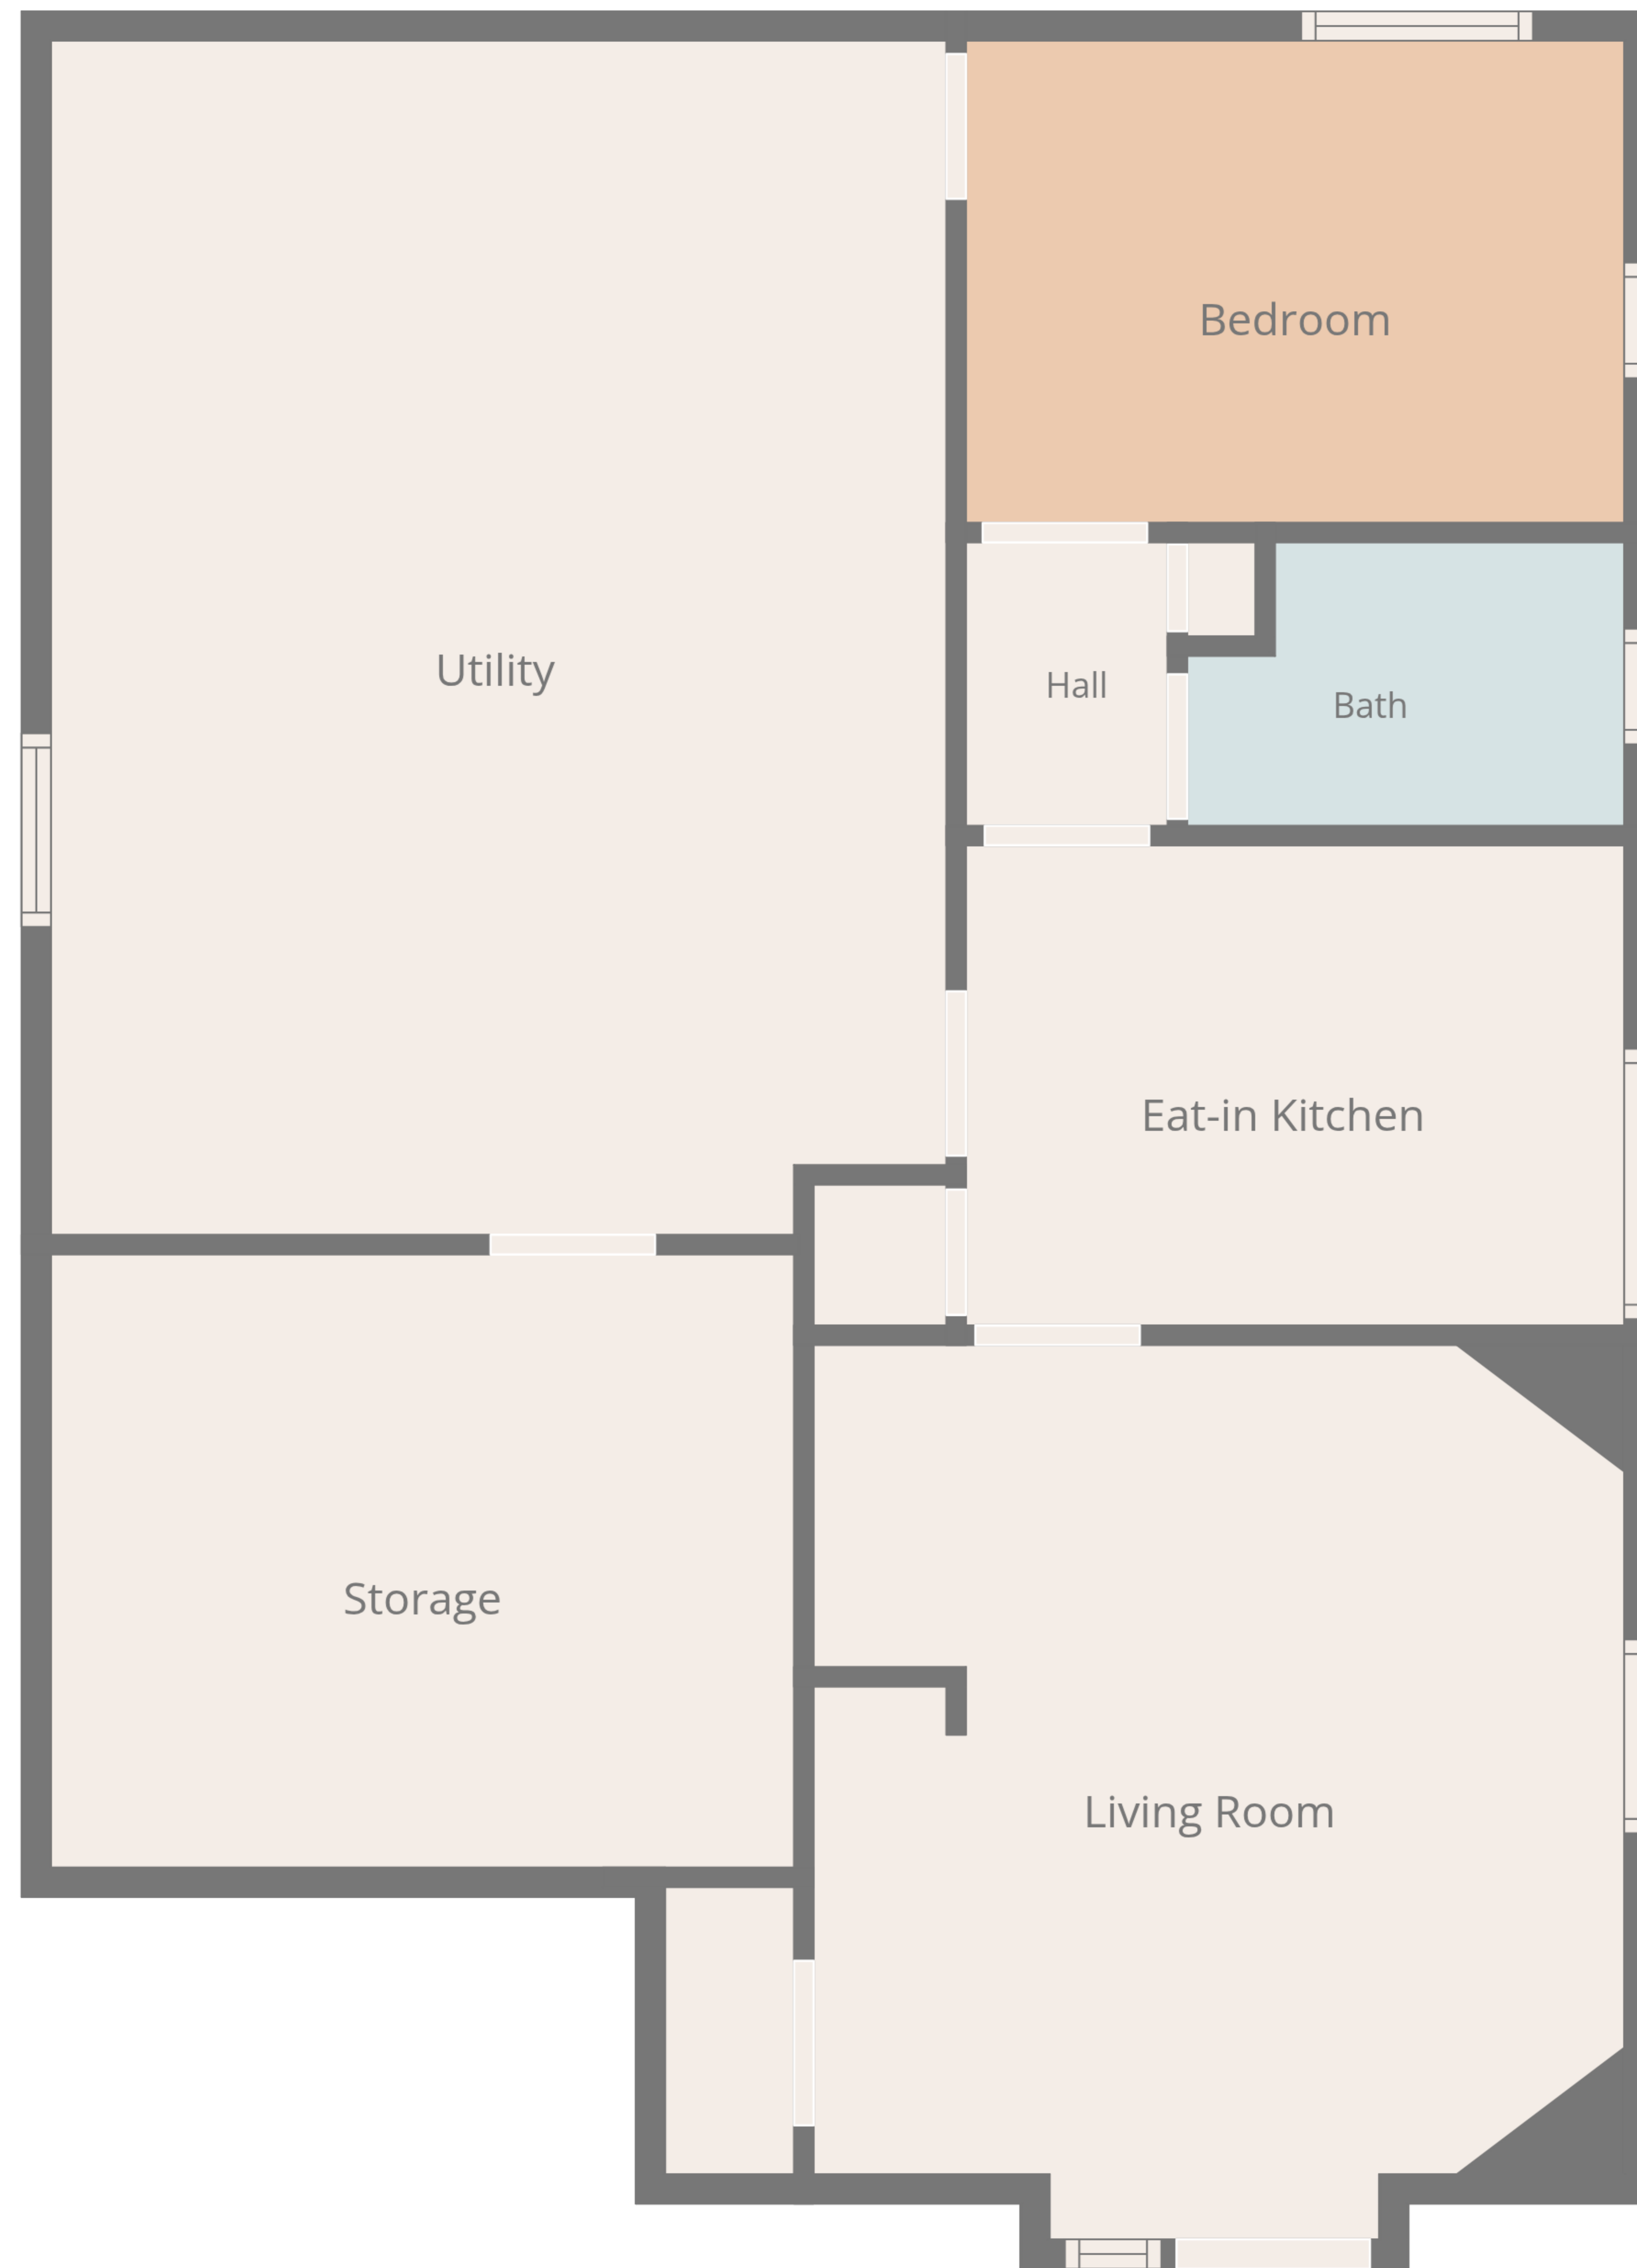 Bedroom
Utility
Hall
Bath
Eat-in Kitchen
Storage
Living Room